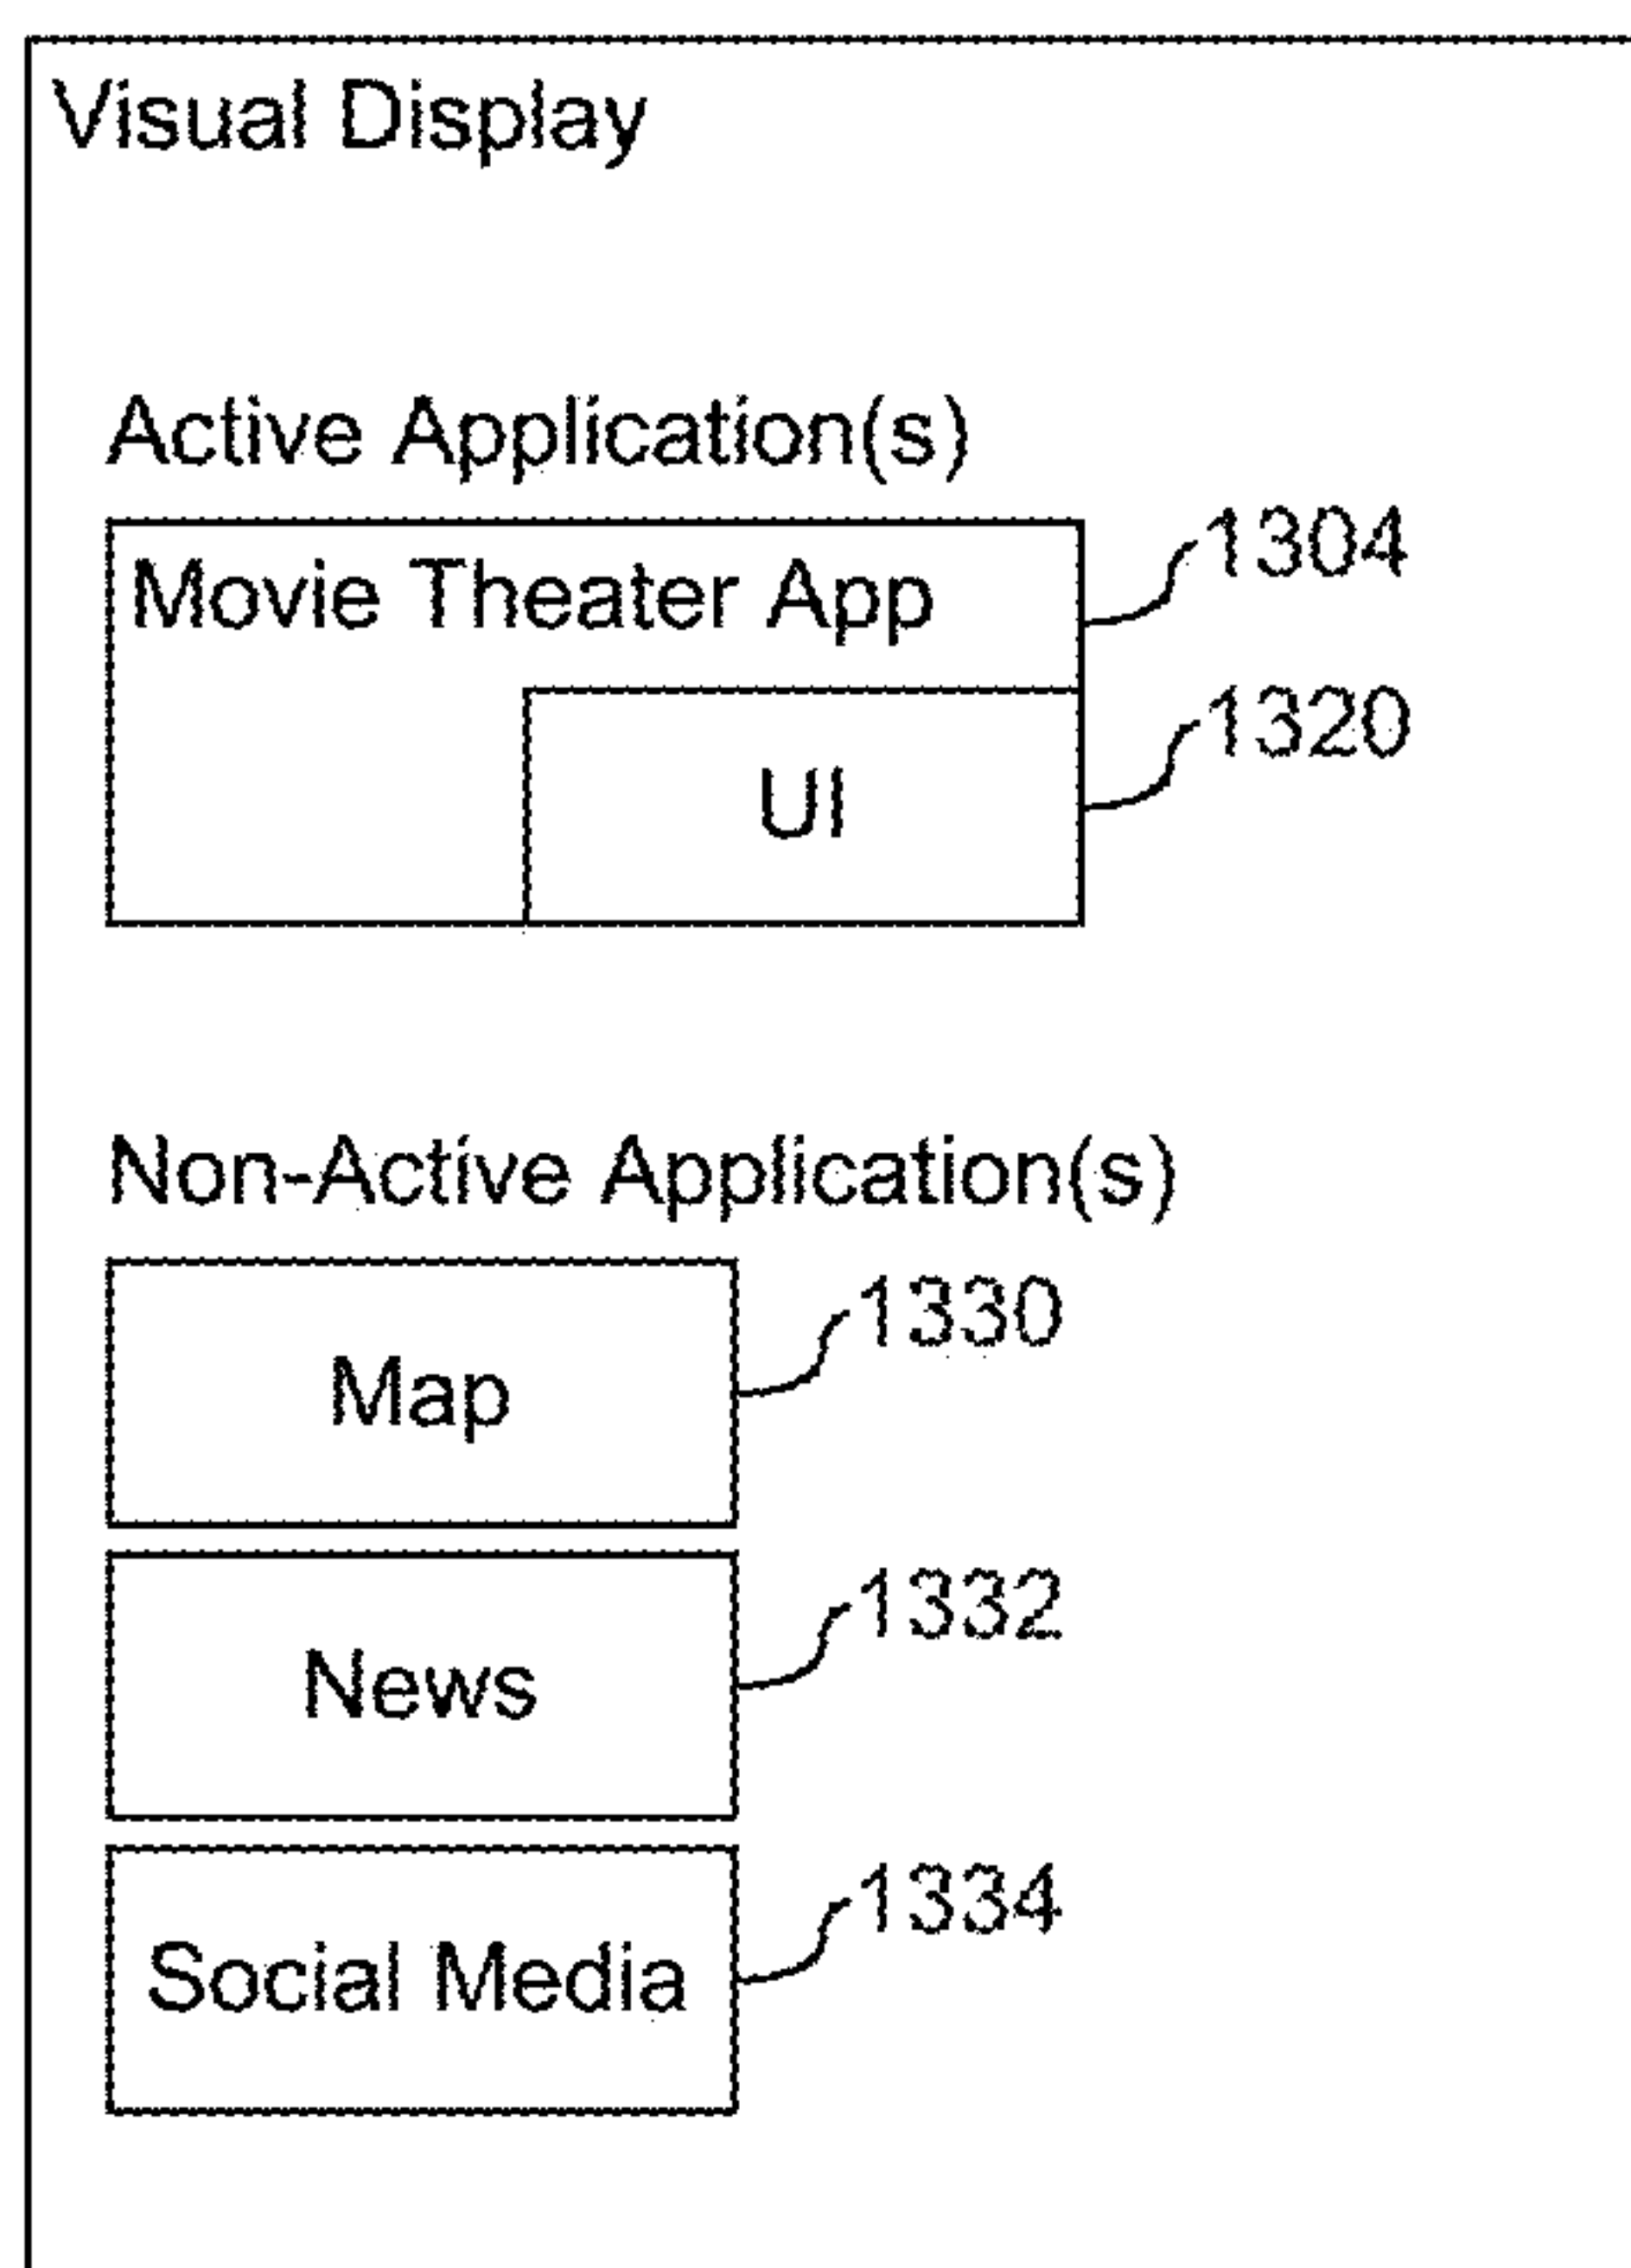 Visual Display
Active Application(s)
Movie Theater App
1304
1320
UI
Non-Active Application(s)
1330
Map
1332
News
1334
Social Media